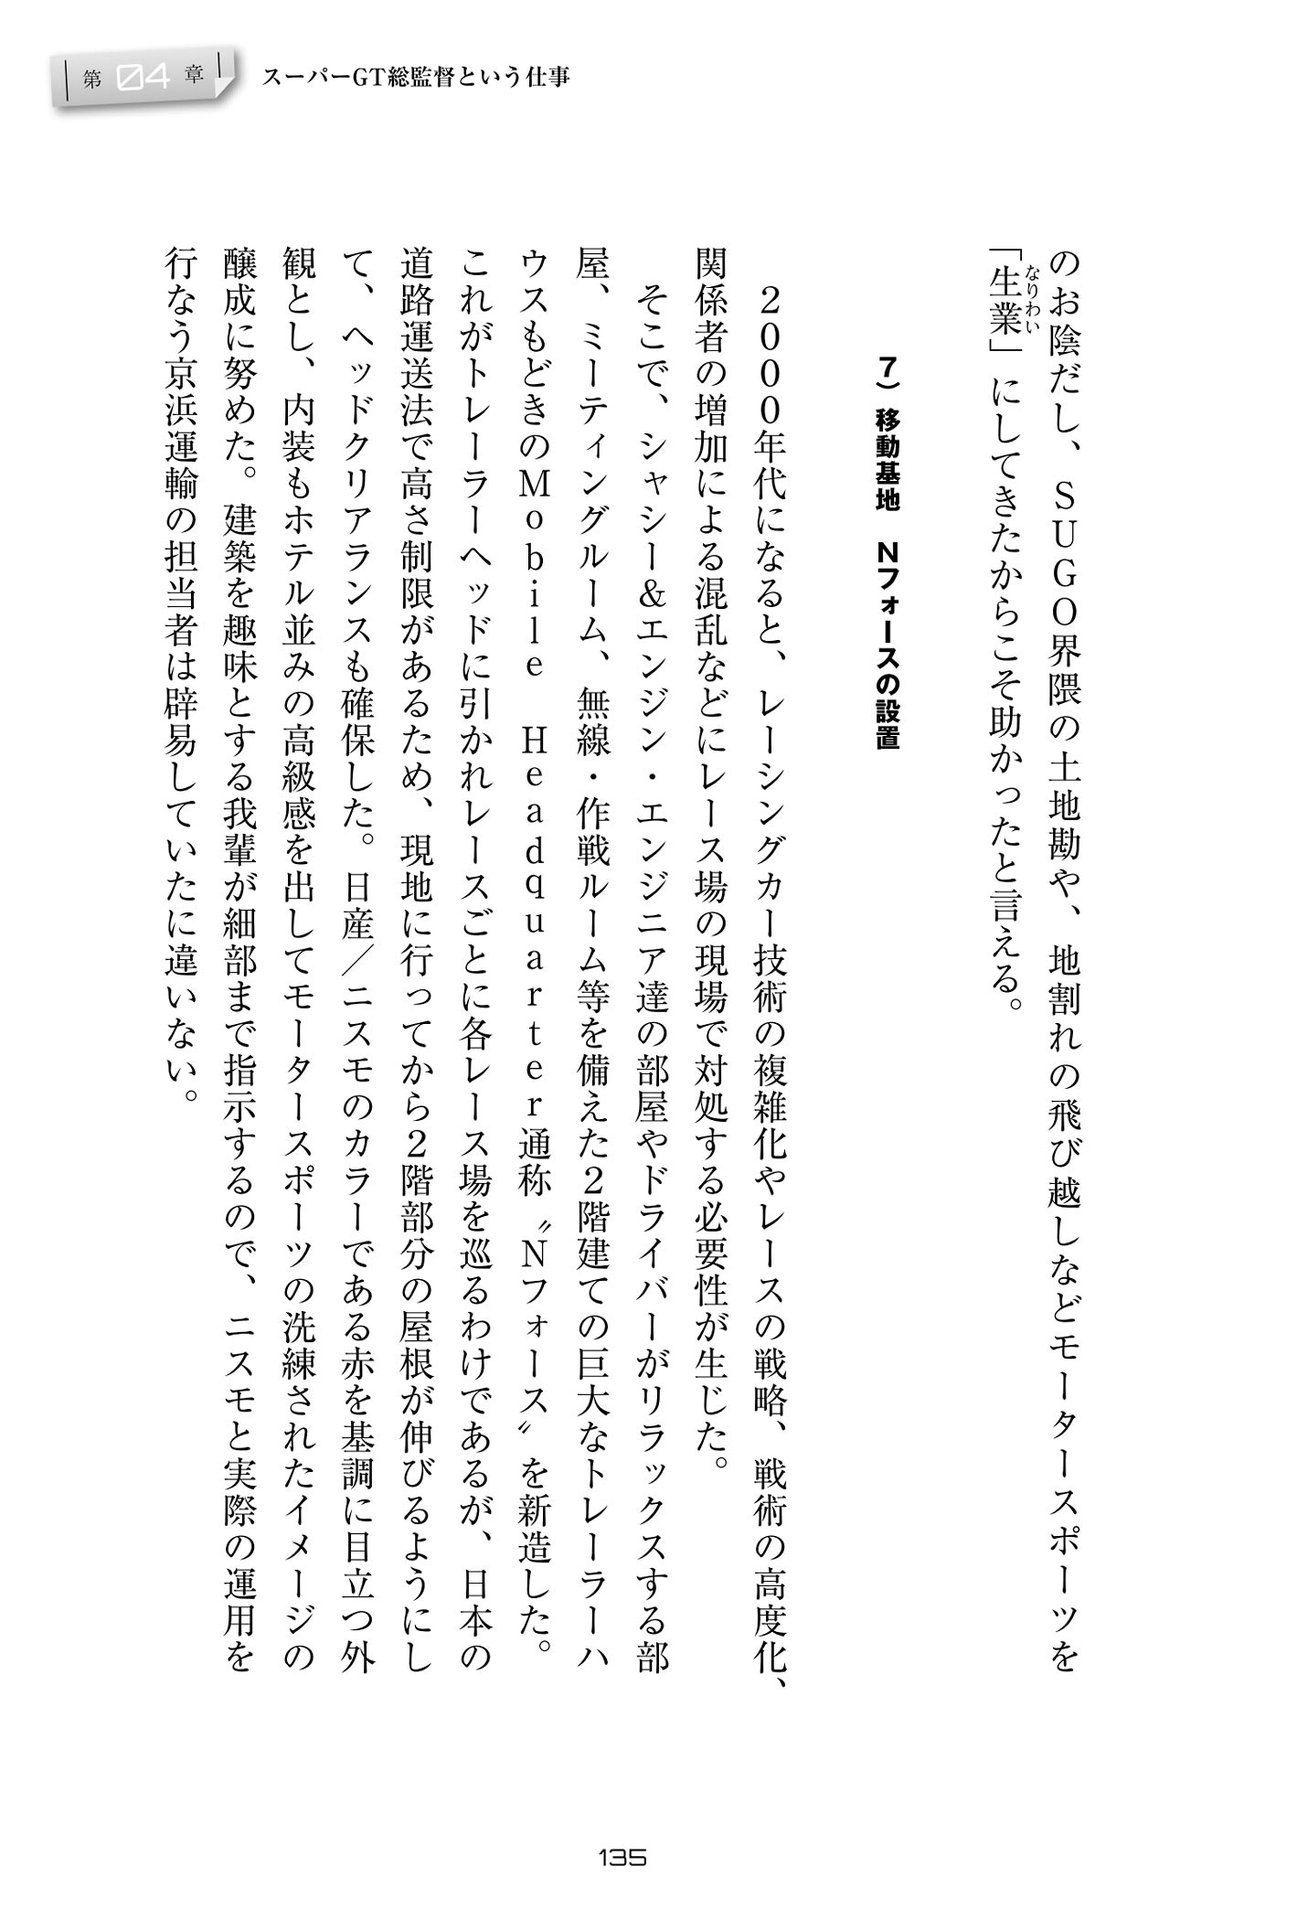 第04章 スーパーGT総監督という仕事
のお陰だし、SUGO界隈の土地勘や、地割れの飛び越しなどモータースポーツを
「生業」にしてきたからこそ助かったと言える。
なりわい
7）移動基地　Nフォースの設置
２０００年代になると、レーシングカー技術の複雑化やレースの戦略、戦術の高度化、
関係者の増加による混乱などにレース場の現場で対処する必要性が生じた。
そこで、シャシー＆エンジン・エンジニア達の部屋やドライバーがリラックスする部
屋、ミーティングルーム、無線・作戦ルーム等を備えた２階建ての巨大なトレーラーハ
ウスもどきのMobile　Headquarter通称〝Nフォース〟を新造した。
これがトレーラーヘッドに引かれレースごとに各レース場を巡るわけであるが、日本の
道路運送法で高さ制限があるため、現地に行ってから２階部分の屋根が伸びるようにし
て、ヘッドクリアランスも確保した。日産／ニスモのカラーである赤を基調に目立つ外
観とし、内装もホテル並みの高級感を出してモータースポーツの洗練されたイメージの
醸成に努めた。建築を趣味とする我輩が細部まで指示するので、ニスモと実際の運用を
行なう京浜運輸の担当者は辟易していたに違いない。
135